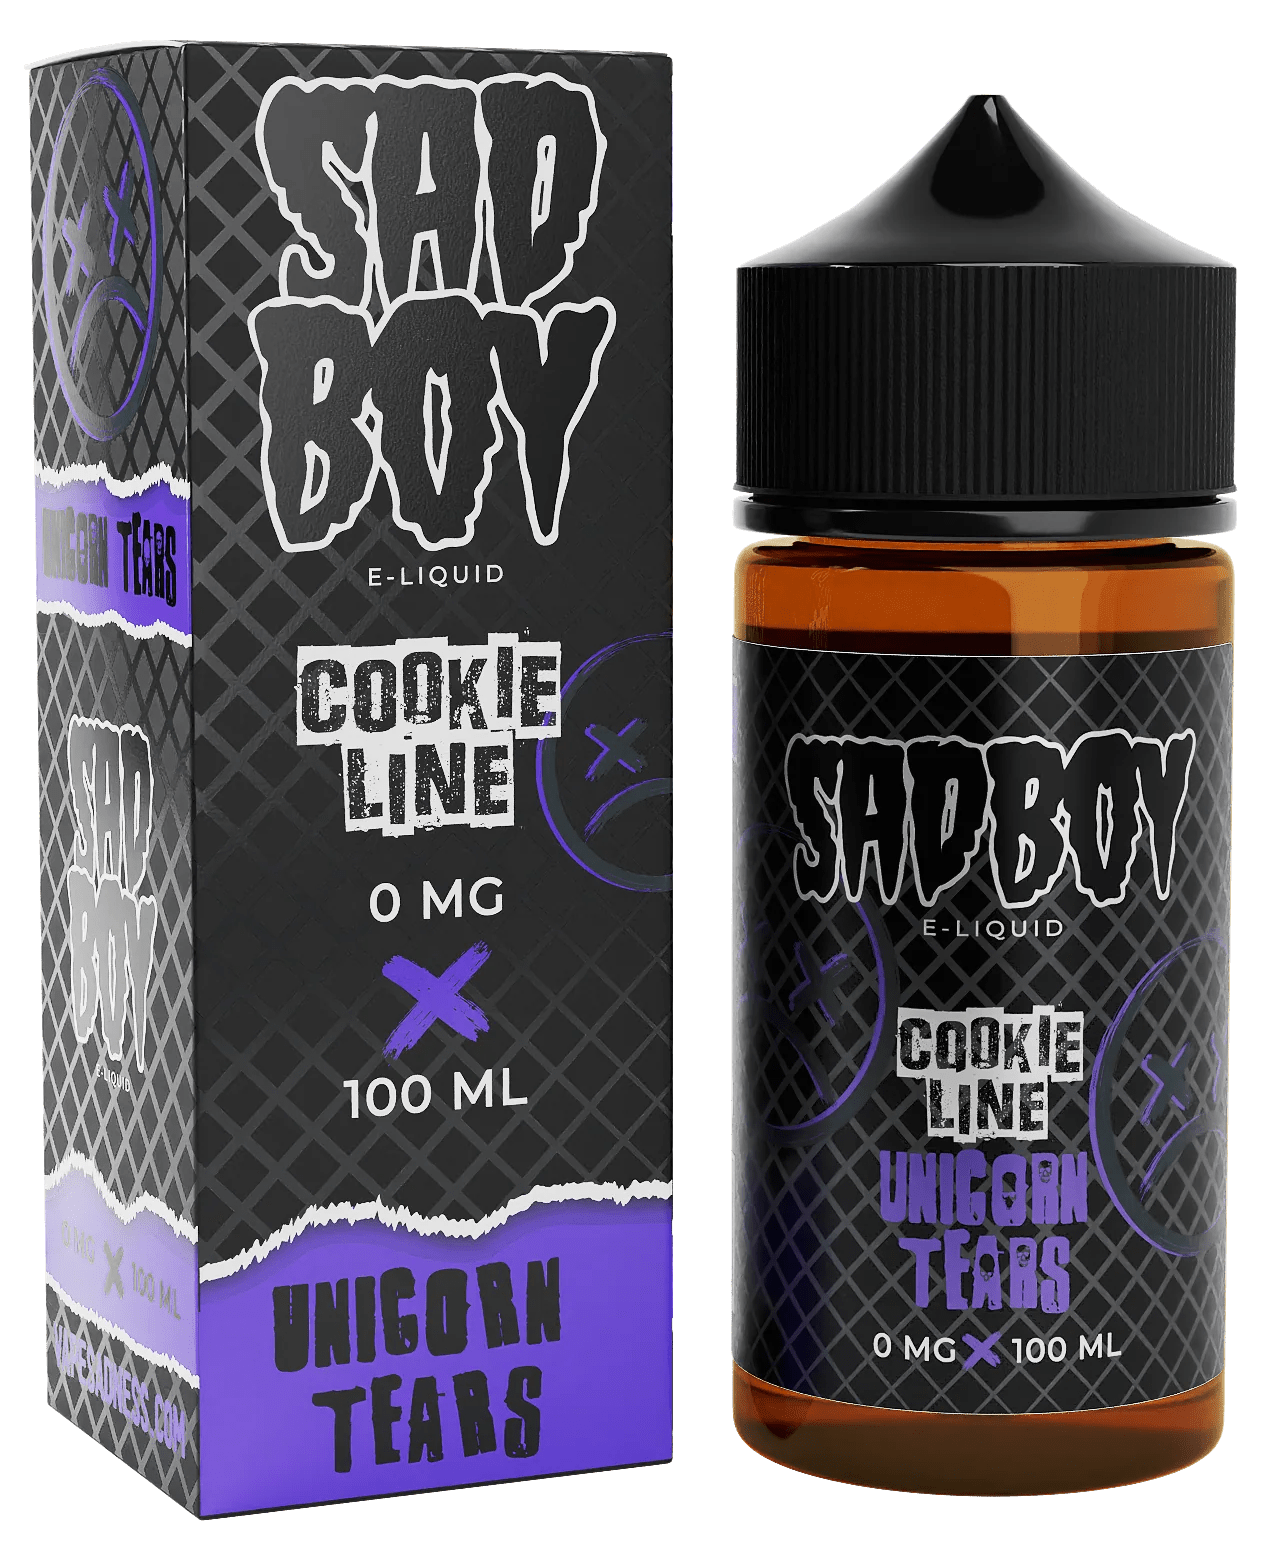 UNICORN TEARS
SAD
BOY
E-LIQUID
0 MG X 100 ML
VAPESADNESS.COM
SAD
BOY
E-LIQUID
COOKIE
LINE
0 MG
X
100 ML
UNICORN
TEARS
SADBOY
E-LIQUID
COOKIE
LINE
UNICORN
TEARS
0 MG X 100 ML